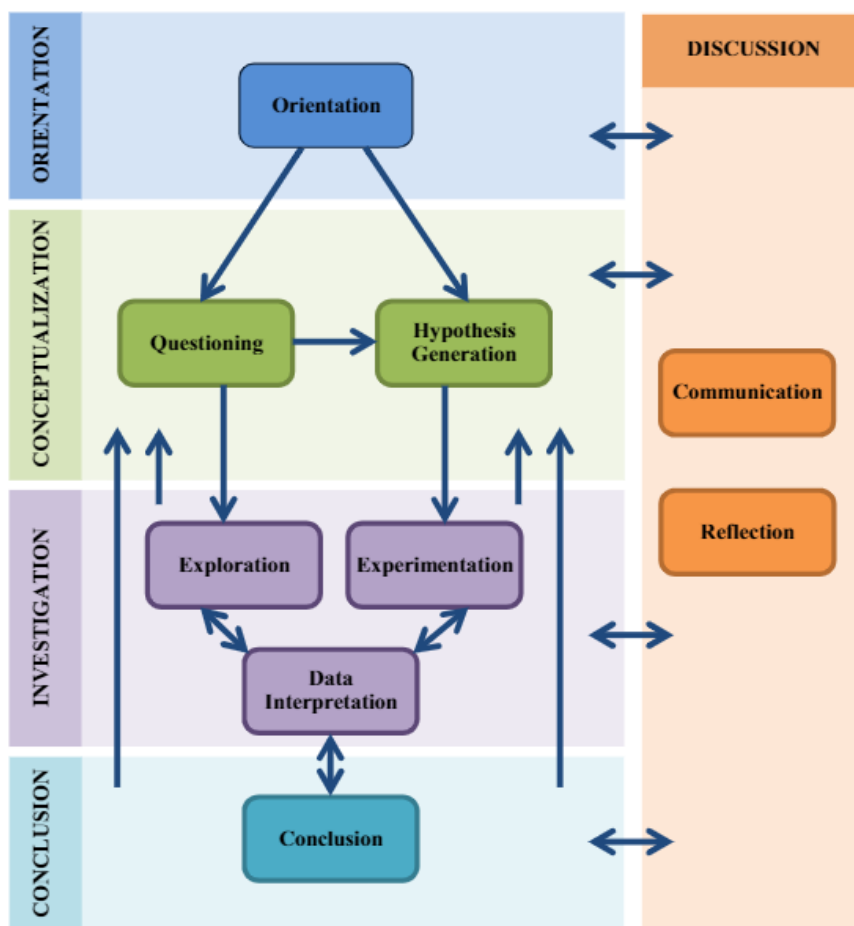 ORIENTATION
Orientation
CONCEPTUALIZATION
Questioning
Hypothesis
Generation
INVESTIGATION
Exploration
Experimentation
Data
Interpretation
CONCLUSION
Conclusion
DISCUSSION
Communication
Reflection